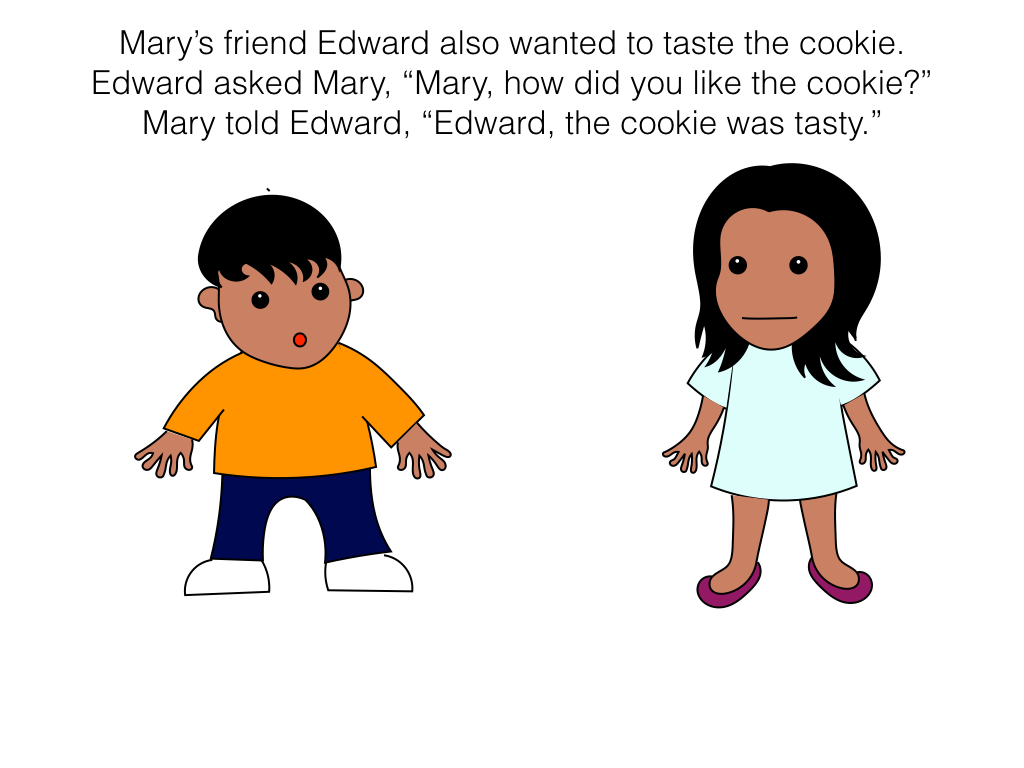 Mary’s friend Edward also wanted to taste the cookie.
Edward asked Mary, “Mary, how did you like the cookie?”
Mary told Edward, “Edward, the cookie was tasty.”